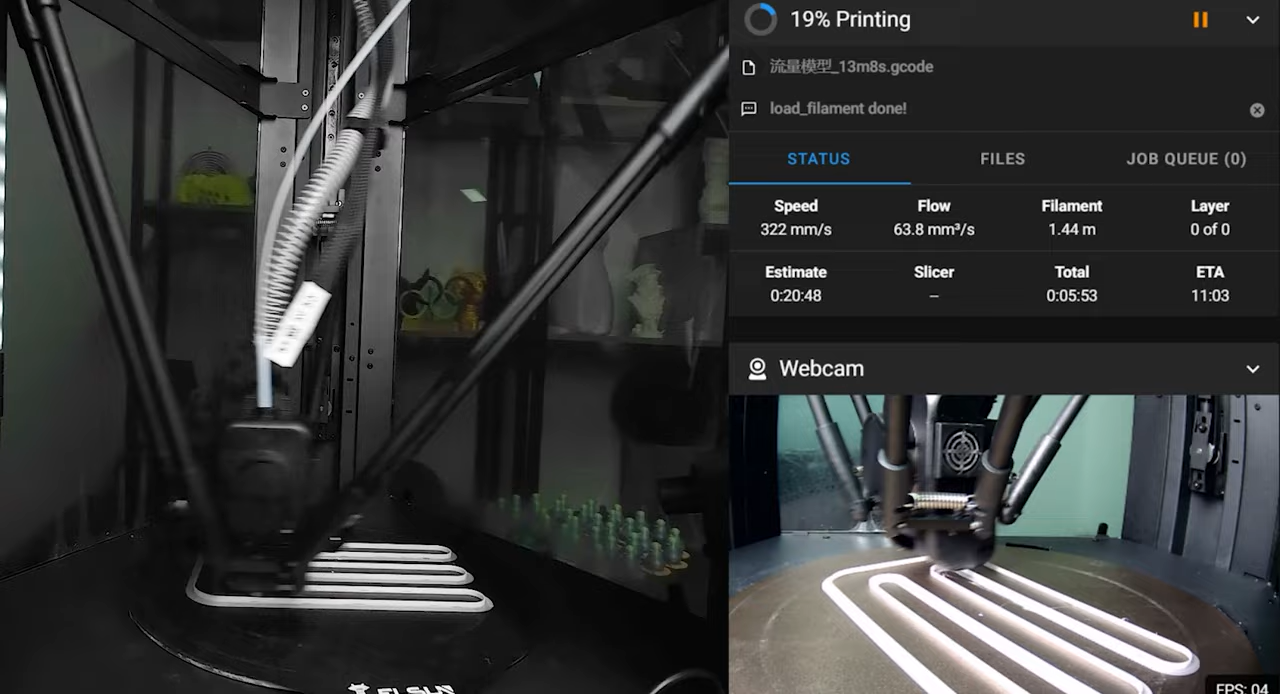 19% Printing
流量模型_13m8s.gcode
load_filament done!
STATUS FILES JOB QUEUE (0)
Speed Flow Filament Layer
322 mm/s 63.8 mm³/s 1.44 m 0 of 0
Estimate Slicer Total ETA
0:20:48 – 0:05:53 11:03
Webcam
FPS: 04